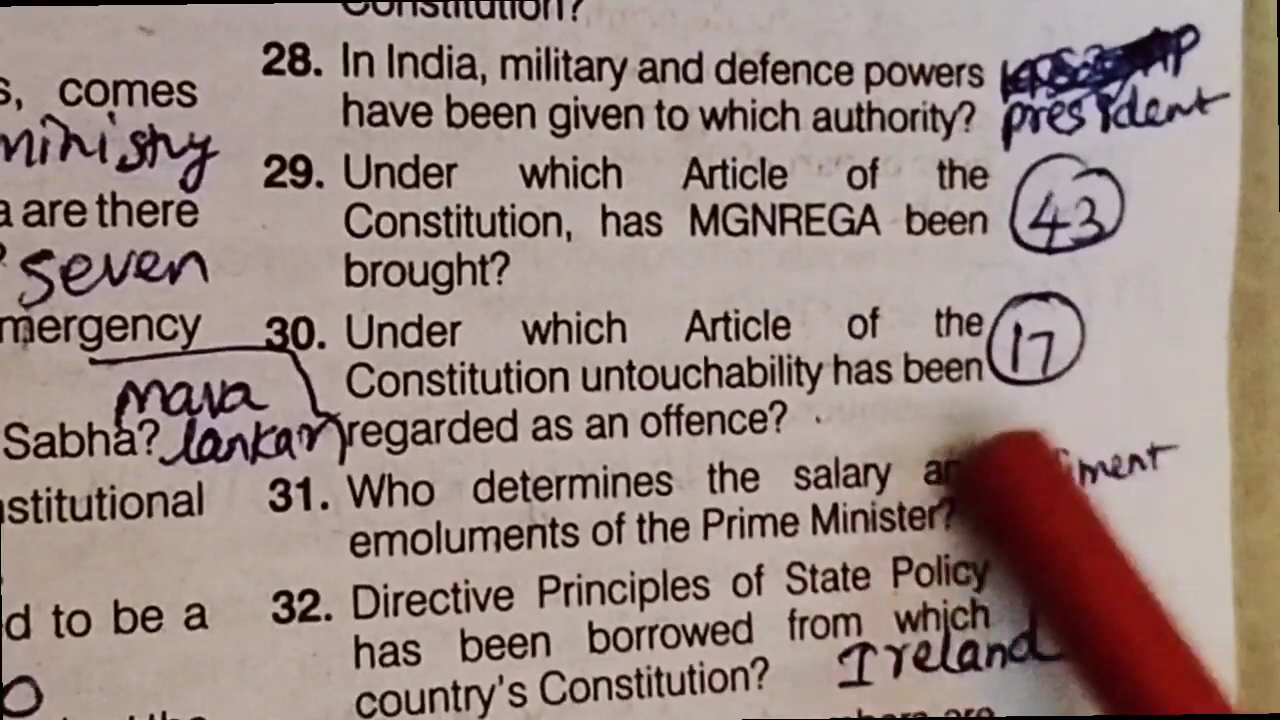 Constitution?
s, comes
ministry
a are there
? seven
mergency
mava
Sabha? lankar
nstitutional
d to be a
28. In India, military and defence powers
have been given to which authority? president
29. Under which Article of the
Constitution, has MGNREGA been 43
brought?
30. Under which Article of the 17
Constitution untouchability has been
regarded as an offence?
31. Who determines the salary
emoluments of the Prime Minister?
32. Directive Principles of State Policy
has been borrowed from which
country's Constitution? Ireland